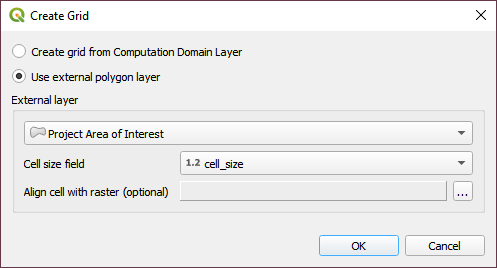 Create Grid
Create grid from Computation Domain Layer
Use external polygon layer
External layer
Project Area of Interest
Cell size field
1.2 cell_size
Align cell with raster (optional)
...
OK
Cancel